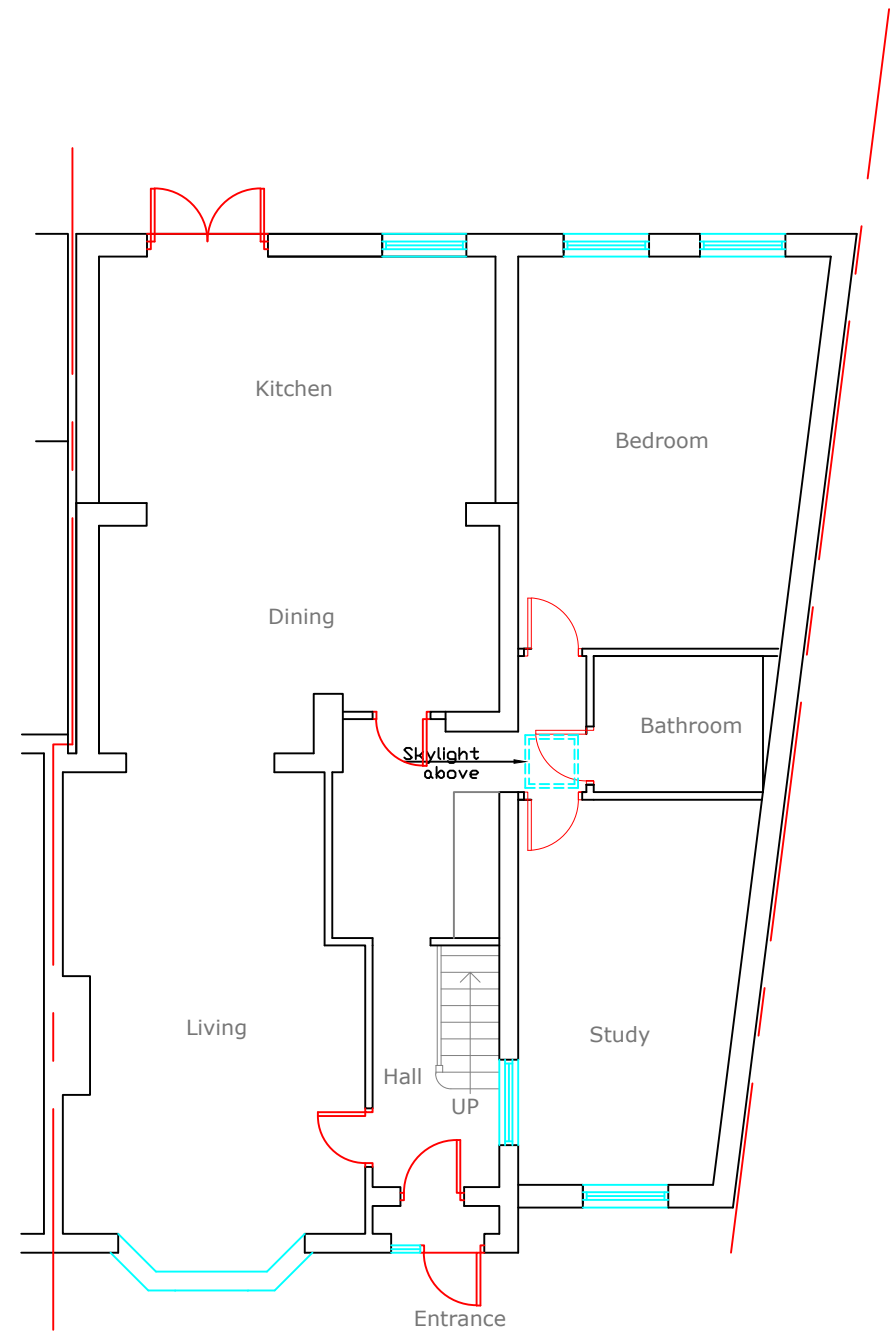 Kitchen
Bedroom
Dining
Bathroom
Skylight
above
Living
Study
Hall
UP
Entrance